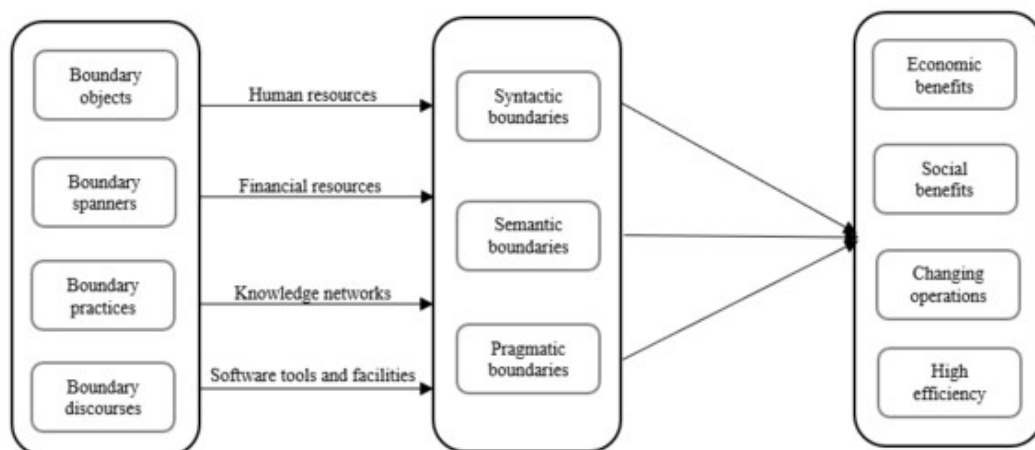 Boundary
objects
Boundary
spanners
Boundary
practices
Boundary
discourses
Human resources
Financial resources
Knowledge networks
Software tools and facilities
Syntactic
boundaries
Semantic
boundaries
Pragmatic
boundaries
Economic
benefits
Social
benefits
Changing
operations
High
efficiency